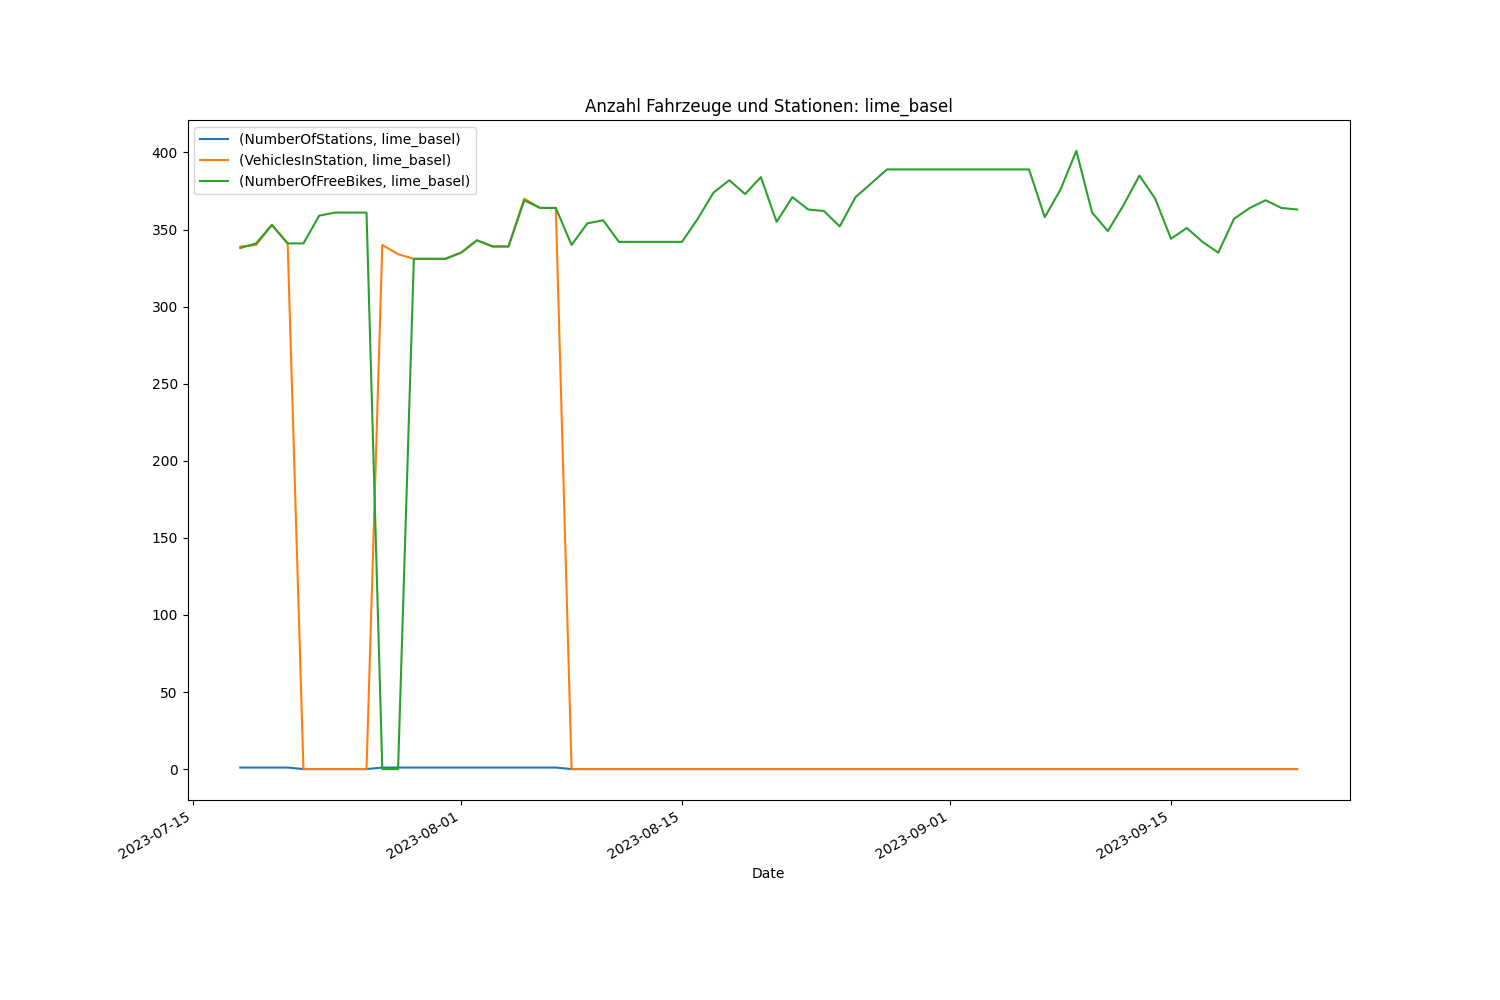 Anzahl Fahrzeuge und Stationen: lime_basel
(NumberOfStations, lime_basel)
(VehiclesInStation, lime_basel)
(NumberOfFreeBikes, lime_basel)
400
350
300
250
200
150
100
50
0
2023-07-15
2023-08-01
2023-08-15
2023-09-01
2023-09-15
Date